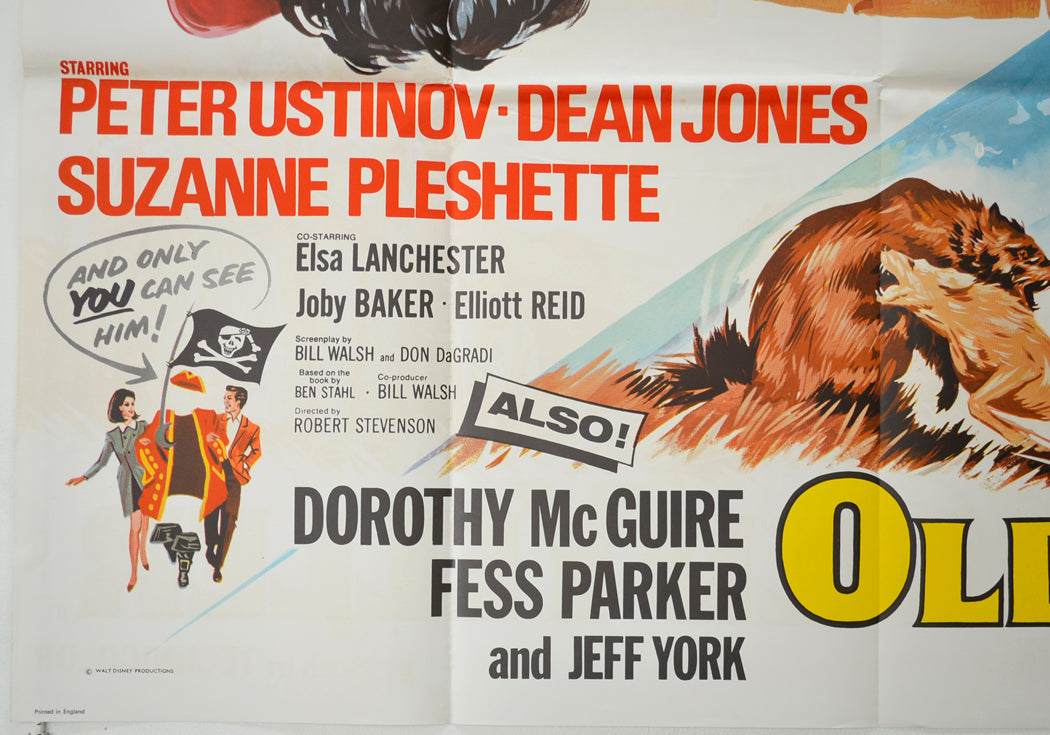 STARRING
PETER USTINOV · DEAN JONES
SUZANNE PLESHETTE
AND ONLY
YOU CAN SEE
HIM!
CO-STARRING
Elsa LANCHESTER
Joby BAKER · Elliott REID
Screenplay by
BILL WALSH and DON DaGRADI
Based on the book by BEN STAHL · Co-producer BILL WALSH
Directed by
ROBERT STEVENSON
ALSO!
DOROTHY McGUIRE
FESS PARKER
and JEFF YORK
OL
© WALT DISNEY PRODUCTIONS
Printed in England